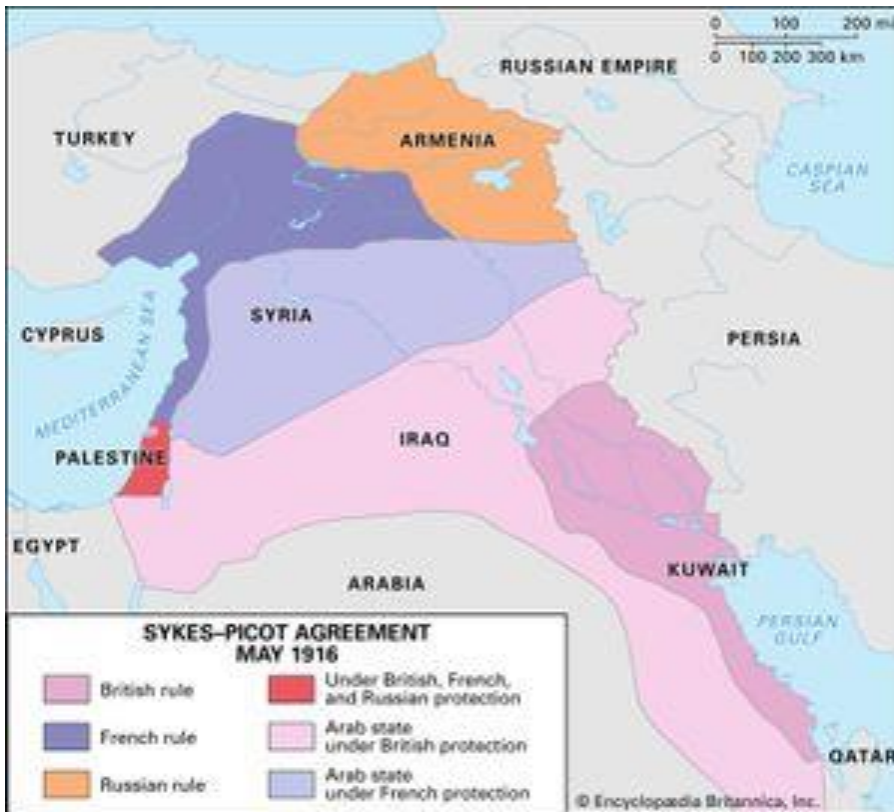 0 100 200 mi
0 100 200 300 km
RUSSIAN EMPIRE
TURKEY
ARMENIA
CASPIAN
SEA
SYRIA
CYPRUS
MEDITERRANEAN SEA
PERSIA
IRAQ
PALESTINE
EGYPT
KUWAIT
ARABIA
PERSIAN
GULF
QATAR
SYKES–PICOT AGREEMENT
MAY 1916
British rule
French rule
Russian rule
Under British, French,
and Russian protection
Arab state
under British protection
Arab state
under French protection
© Encyclopædia Britannica, Inc.